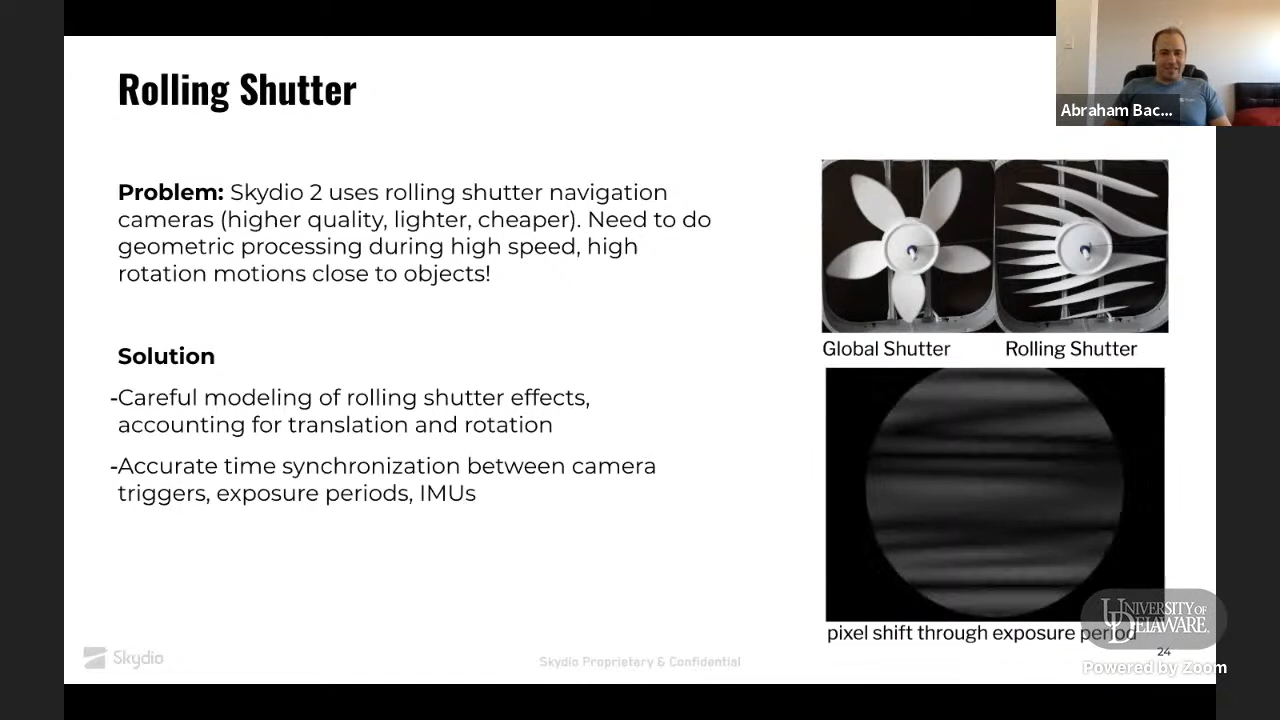 Rolling Shutter
Abraham Bac...
Problem: Skydio 2 uses rolling shutter navigation
cameras (higher quality, lighter, cheaper). Need to do
geometric processing during high speed, high
rotation motions close to objects!
Solution
-Careful modeling of rolling shutter effects,
accounting for translation and rotation
-Accurate time synchronization between camera
triggers, exposure periods, IMUs
Global Shutter
Rolling Shutter
pixel shift through exposure period
UNIVERSITY OF
DELAWARE.
Skydio
Skydio Proprietary & Confidential
24
Powered by Zoom